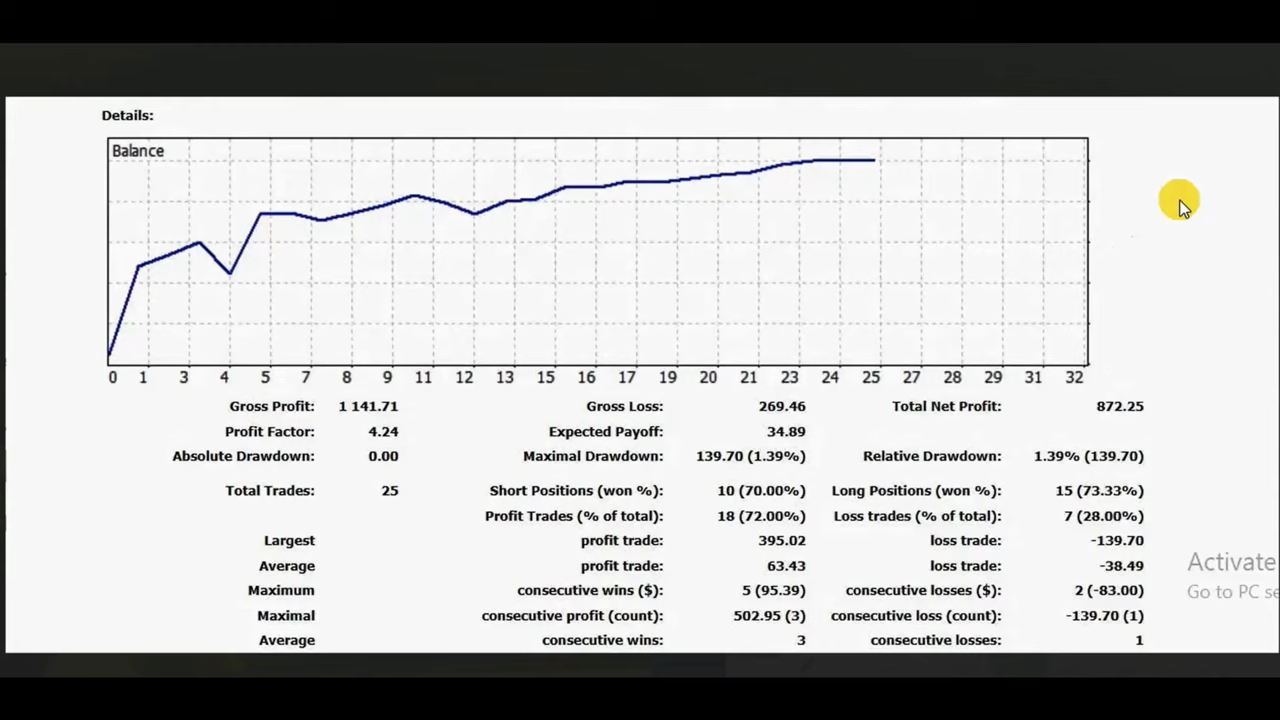 Details:
Balance
0 1 3 4 5 7 8 9 11 12 13 15 16 17 19 20 21 23 24 25 27 28 29 31 32
Gross Profit: 1 141.71 Gross Loss: 269.46 Total Net Profit: 872.25
Profit Factor: 4.24 Expected Payoff: 34.89
Absolute Drawdown: 0.00 Maximal Drawdown: 139.70 (1.39%) Relative Drawdown: 1.39% (139.70)
Total Trades: 25 Short Positions (won %): 10 (70.00%) Long Positions (won %): 15 (73.33%)
Profit Trades (% of total): 18 (72.00%) Loss trades (% of total): 7 (28.00%)
Largest profit trade: 395.02 loss trade: -139.70
Average profit trade: 63.43 loss trade: -38.49
Maximum consecutive wins ($): 5 (95.39) consecutive losses ($): 2 (-83.00)
Maximal consecutive profit (count): 502.95 (3) consecutive loss (count): -139.70 (1)
Average consecutive wins: 3 consecutive losses: 1
Activate
Go to PC se